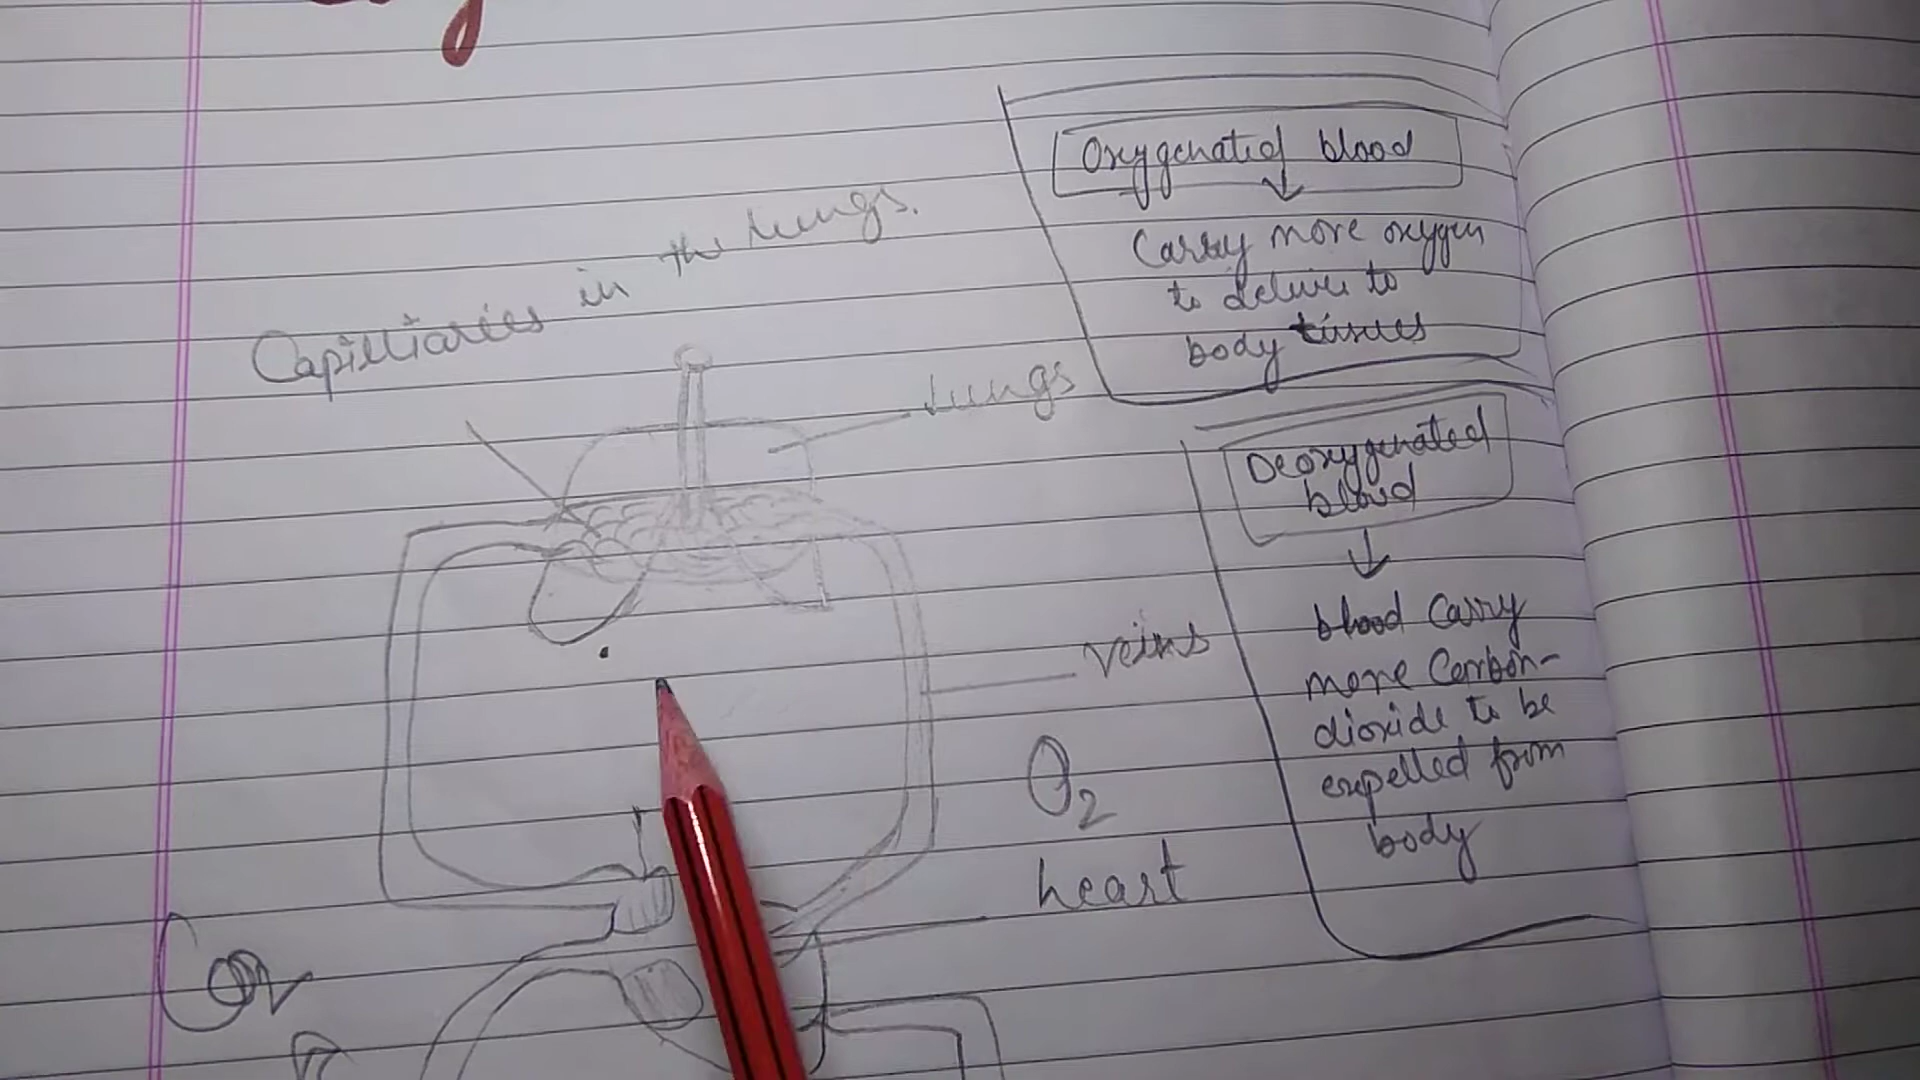 Capilliaries in the lungs.
lungs
veins
O2
heart
Oxygenated blood
Carry more oxygen
to deliver to
body tissues
Deoxygenated
blood
blood Carry
more Carbon-
dioxide to be
expelled from
body